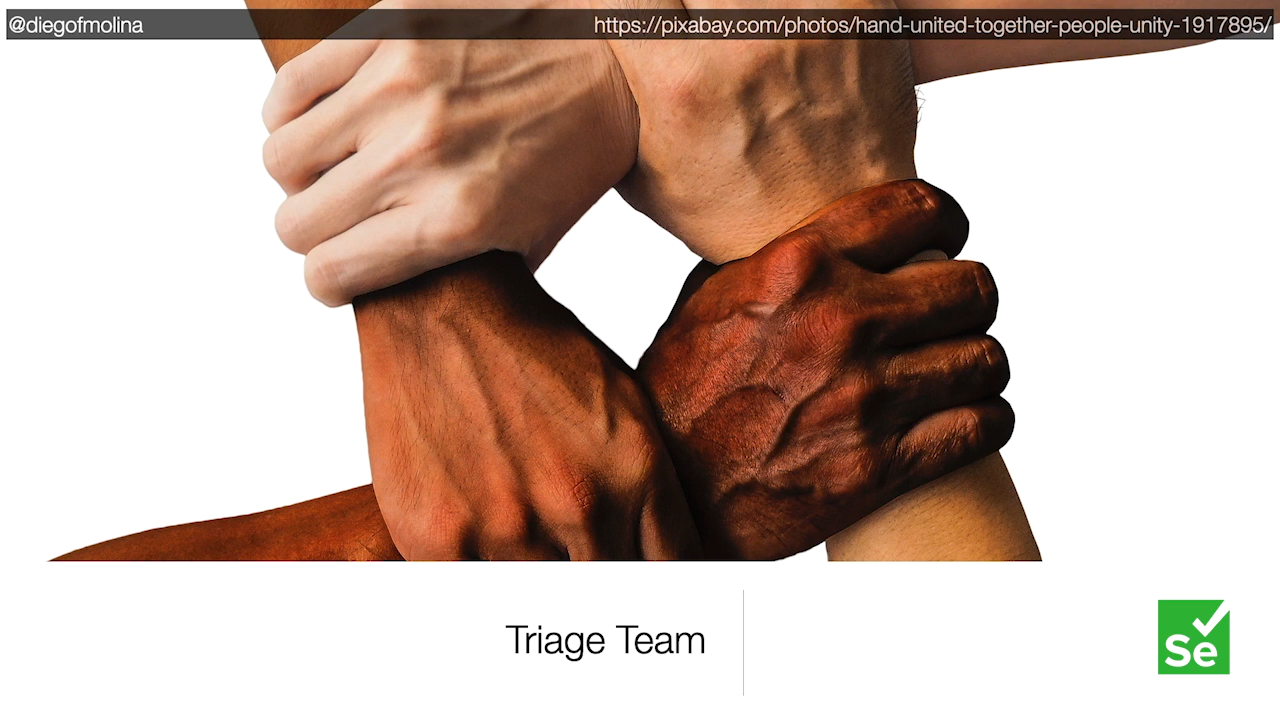 @diegofmolina
https://pixabay.com/photos/hand-united-together-people-unity-1917895/
Triage Team
Se